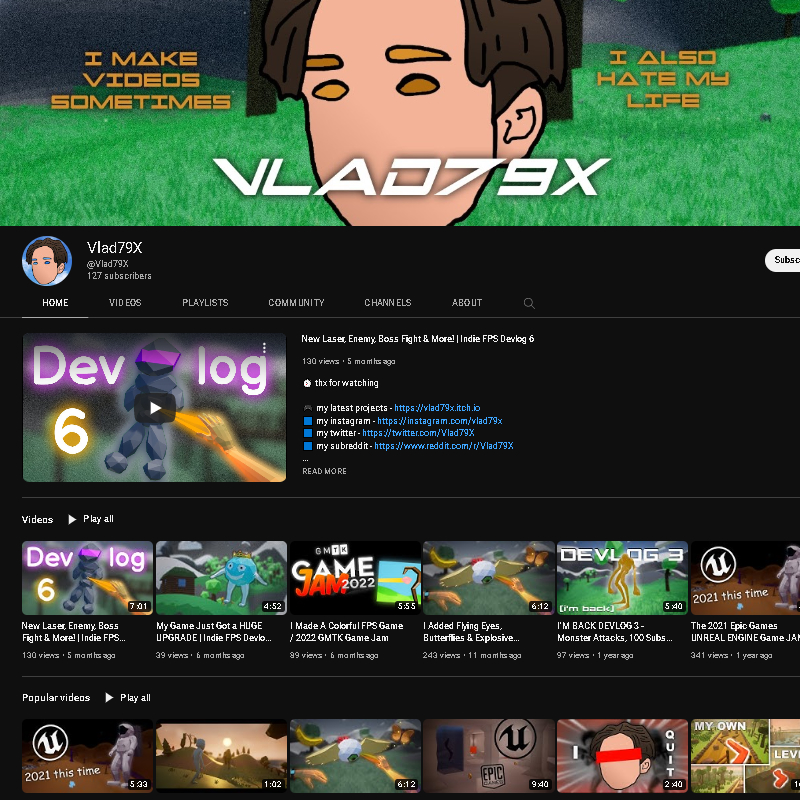 I MAKE
VIDEOS
SOMETIMES
I ALSO
HATE MY
LIFE
VLAD79X
Vlad79X
@Vlad79X
127 subscribers
Subsc
HOME VIDEOS PLAYLISTS COMMUNITY CHANNELS ABOUT
Dev log
6
New Laser, Enemy, Boss Fight & More! | Indie FPS Devlog 6
130 views • 5 months ago
thx for watching
my latest projects - https://vlad79x.itch.io
my instagram - https://instagram.com/vlad79x
my twitter - https://twitter.com/Vlad79X
my subreddit - https://www.reddit.com/r/Vlad79X
...
READ MORE
Videos Play all
Dev log
6
7:01
4:52
GMTK
GAME
JAM 2022
5:55
6:12
DEVLOG 3
[i'm back]
5:40
2021 this time
New Laser, Enemy, Boss
Fight & More! | Indie FPS...
130 views • 5 months ago
My Game Just Got a HUGE
UPGRADE | Indie FPS Devlo...
39 views • 6 months ago
I Made A Colorful FPS Game
/ 2022 GMTK Game Jam
89 views • 6 months ago
I Added Flying Eyes,
Butterflies & Explosive...
243 views • 11 months ago
I'M BACK DEVLOG 3 -
Monster Attacks, 100 Subs...
97 views • 1 year ago
The 2021 Epic Games
UNREAL ENGINE Game JAM
341 views • 1 year ago
Popular videos Play all
2021 this time
5:33
1:02
6:12
EPIC
GAMES
9:40
I QUIT
2:40
MY OWN
LEVE